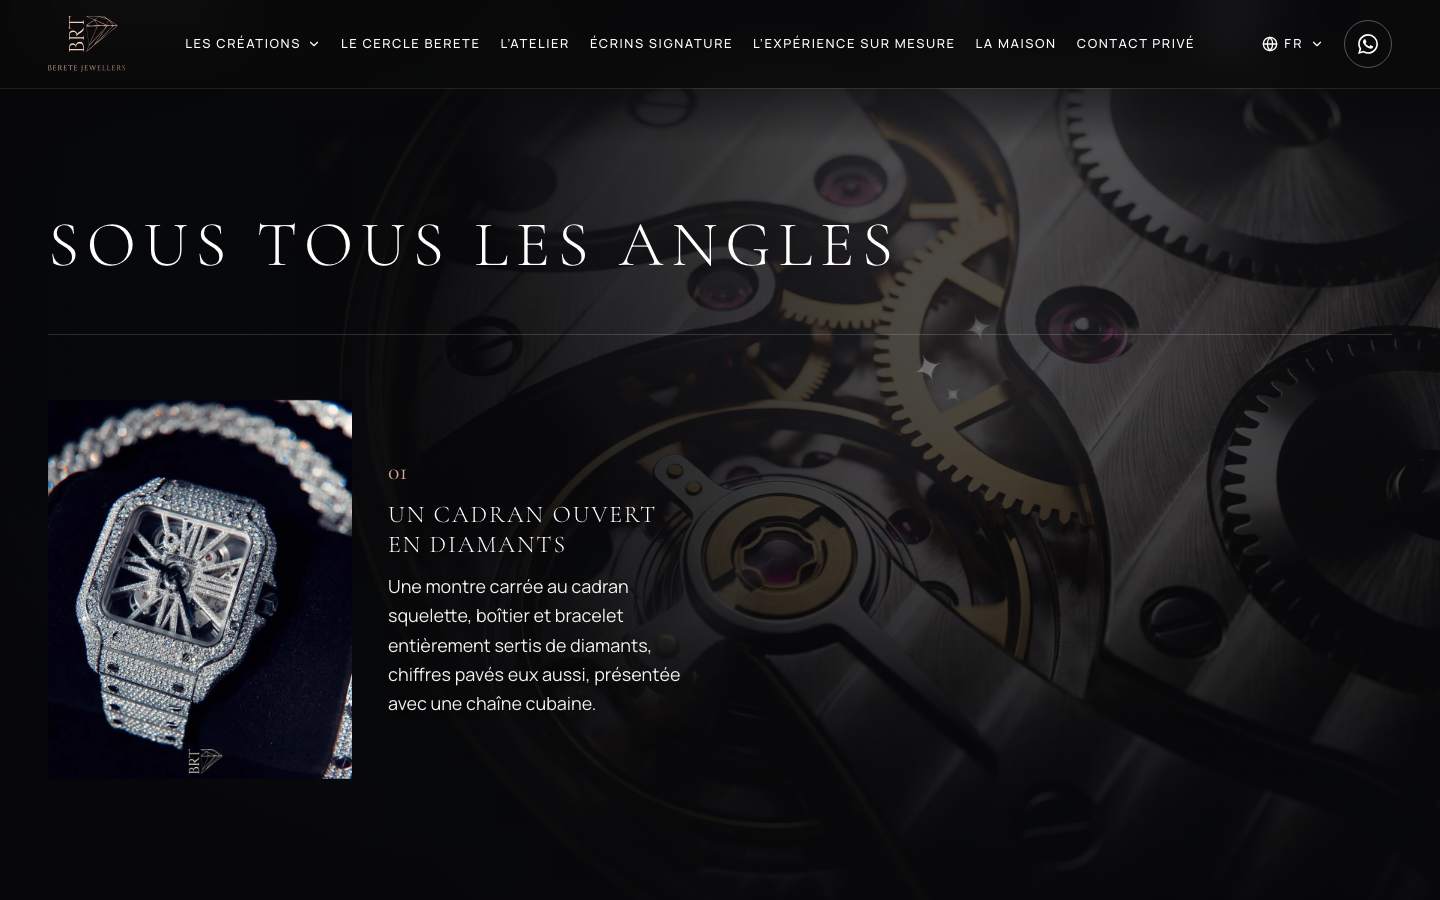 BRT
BERETE JEWELLERS
LES CRÉATIONS
LE CERCLE BERETE
L’ATELIER
ÉCRINS SIGNATURE
L’EXPÉRIENCE SUR MESURE
LA MAISON
CONTACT PRIVÉ
FR
SOUS TOUS LES ANGLES
01
UN CADRAN OUVERT
EN DIAMANTS
Une montre carrée au cadran
squelette, boîtier et bracelet
entièrement sertis de diamants,
chiffres pavés eux aussi, présentée
avec une chaîne cubaine.
BRT